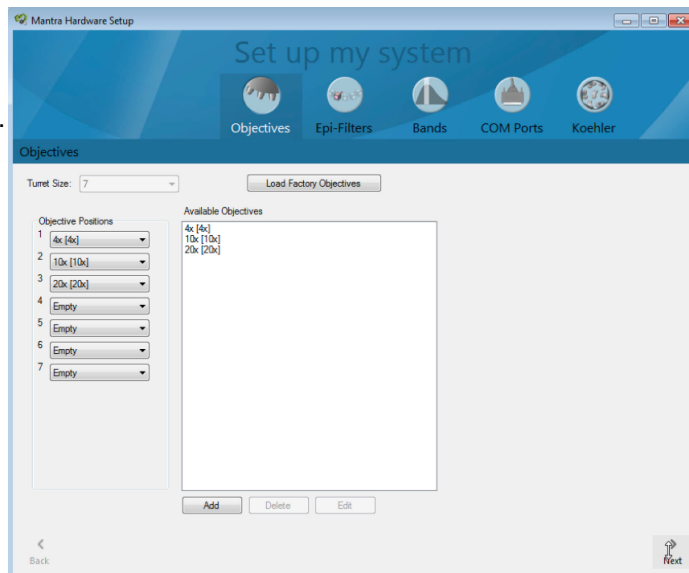 Mantra Hardware Setup
Set up my system
Objectives Epi-Filters Bands COM Ports Koehler
Objectives
Turret Size: 7 Load Factory Objectives
Objective Positions
1 4x [4x]
2 10x [10x]
3 20x [20x]
4 Empty
5 Empty
6 Empty
7 Empty
Available Objectives
4x [4x]
10x [10x]
20x [20x]
Add Delete Edit
Back Next